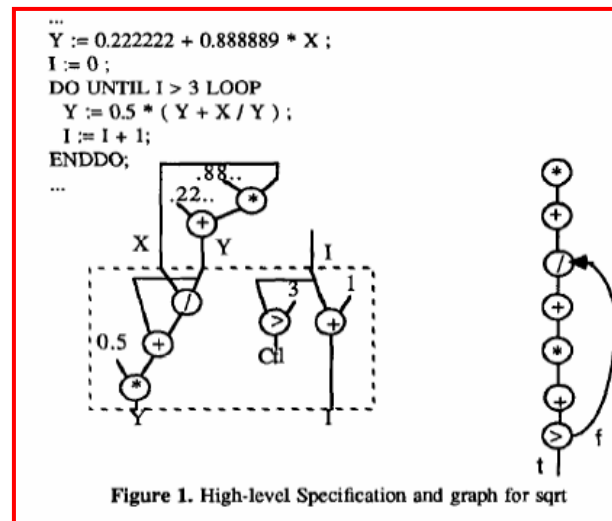 ...
Y := 0.222222 + 0.888889 * X ;
I := 0 ;
DO UNTIL I > 3 LOOP
Y := 0.5 * ( Y + X / Y ) ;
I := I + 1;
ENDDO;
...
.88..
*
.22..
+
X Y I
/ 3 1
> +
0.5 +
Ctl
*
Y I
*
+
/
+
*
+
>
t f
Figure 1. High-level Specification and graph for sqrt